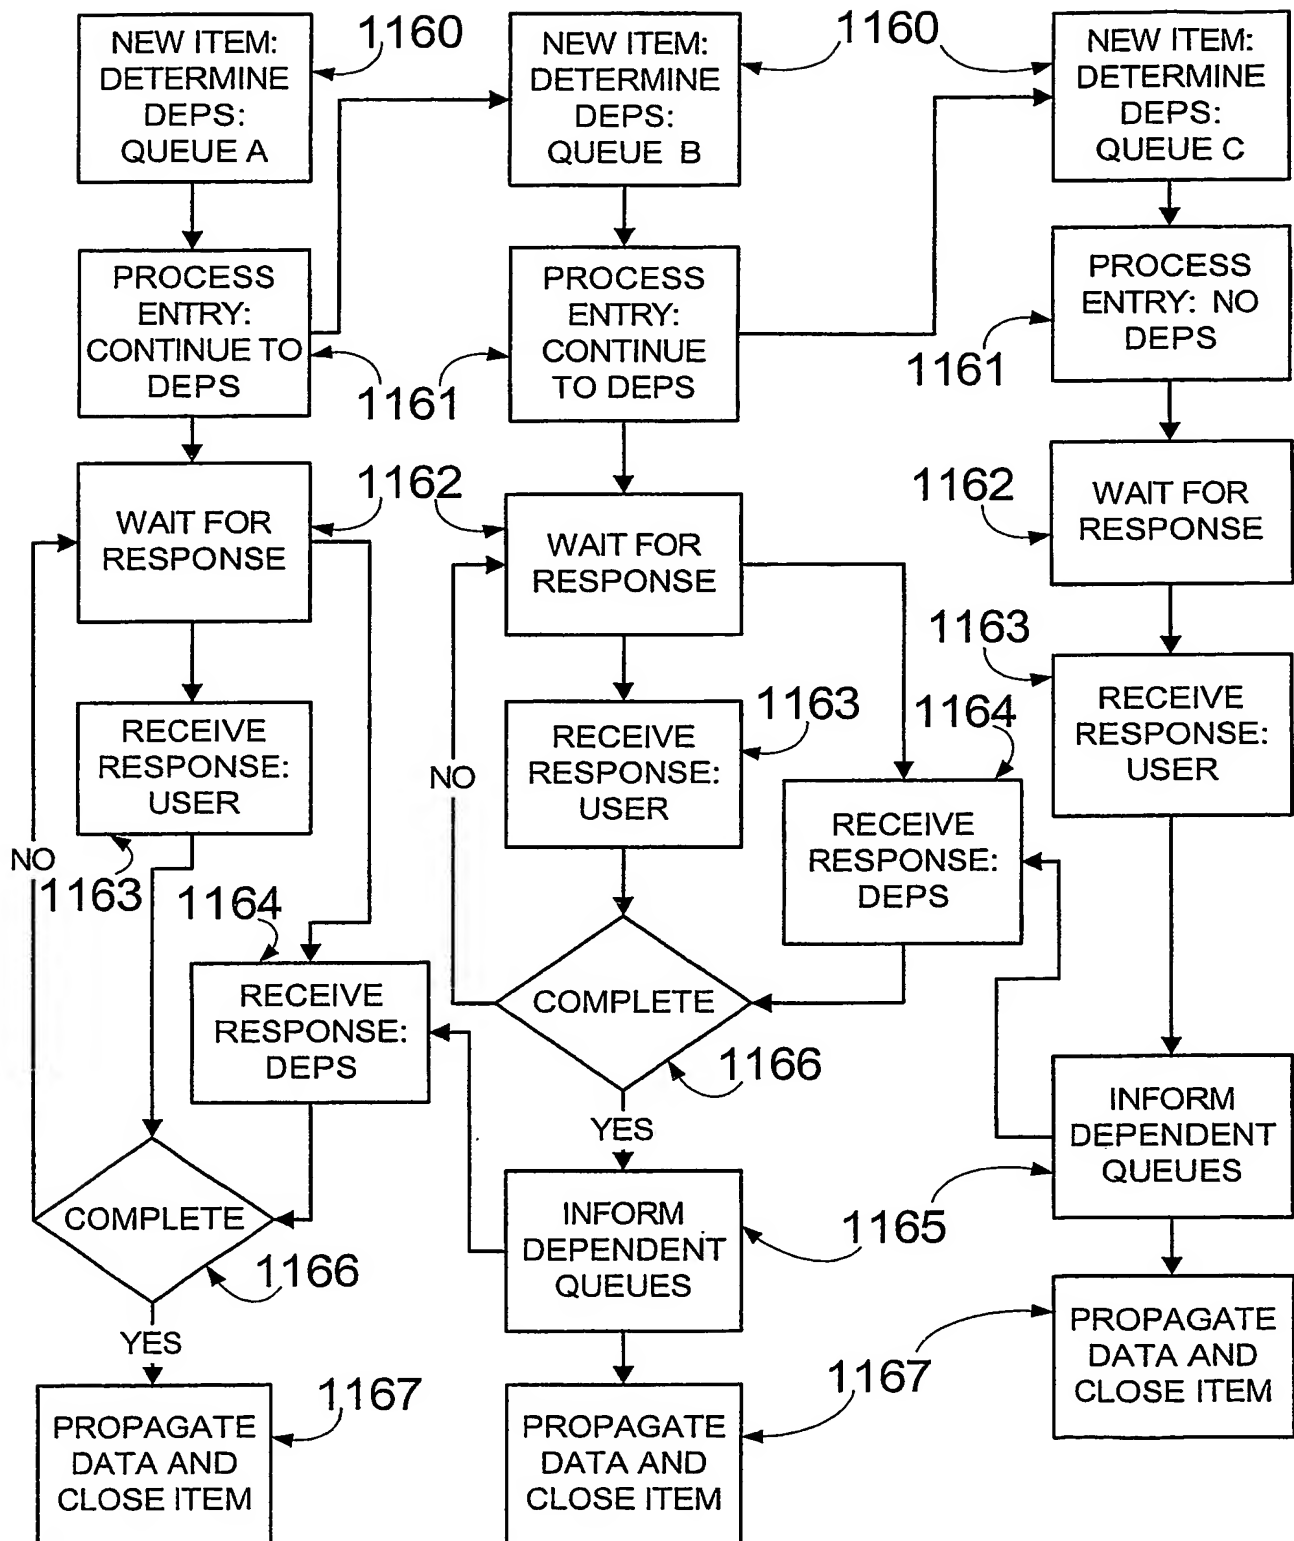 NEW ITEM:
DETERMINE
DEPS:
QUEUE A
1160
NEW ITEM:
DETERMINE
DEPS:
QUEUE B
1160
NEW ITEM:
DETERMINE
DEPS:
QUEUE C
PROCESS
ENTRY:
CONTINUE TO
DEPS
1161
PROCESS
ENTRY:
CONTINUE
TO DEPS
1161
PROCESS
ENTRY: NO
DEPS
WAIT FOR
RESPONSE
1162
WAIT FOR
RESPONSE
1162
WAIT FOR
RESPONSE
RECEIVE
RESPONSE:
USER
1163
NO
RECEIVE
RESPONSE:
USER
1163
NO
1164
RECEIVE
RESPONSE:
DEPS
1163
RECEIVE
RESPONSE:
USER
1164
RECEIVE
RESPONSE:
DEPS
COMPLETE
1166
YES
COMPLETE
1166
YES
INFORM
DEPENDENT
QUEUES
1165
INFORM
DEPENDENT
QUEUES
PROPAGATE
DATA AND
CLOSE ITEM
1167
PROPAGATE
DATA AND
CLOSE ITEM
1167
PROPAGATE
DATA AND
CLOSE ITEM